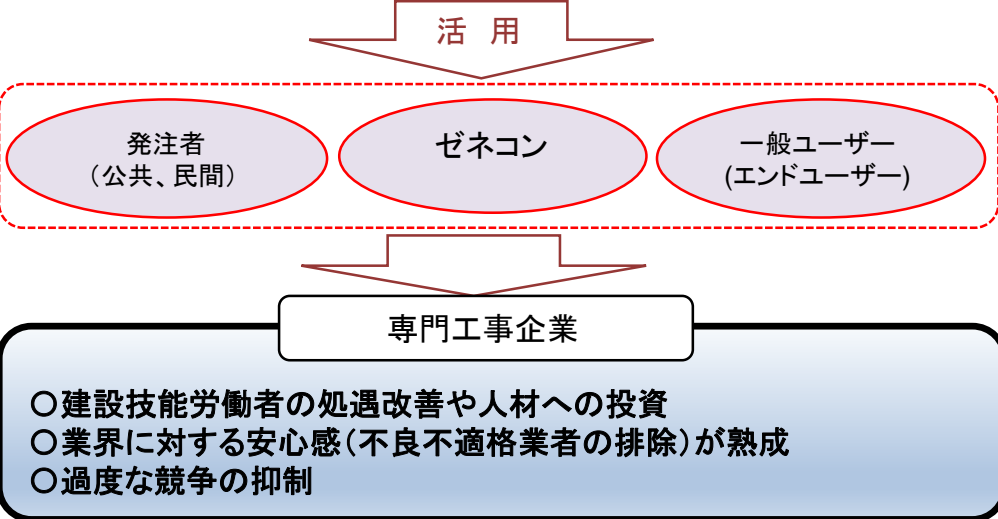 活　用
発注者
（公共、民間）
ゼネコン
一般ユーザー
(エンドユーザー)
専門工事企業
○建設技能労働者の処遇改善や人材への投資
○業界に対する安心感（不良不適格業者の排除）が熟成
○過度な競争の抑制